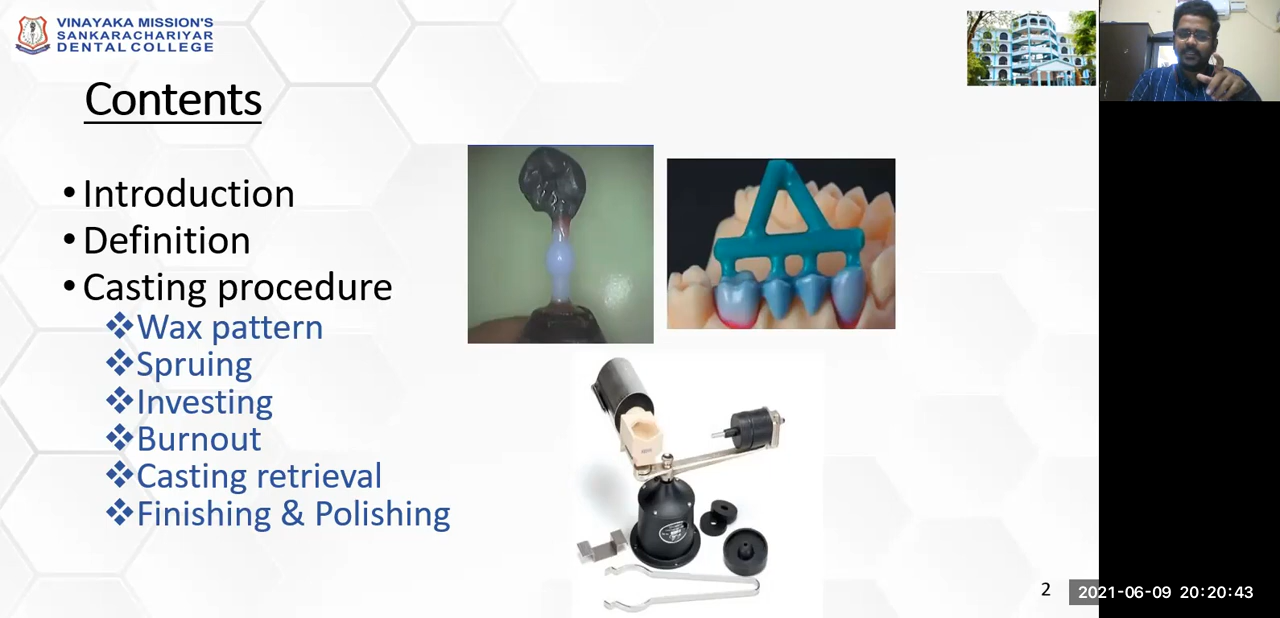 VINAYAKA MISSION'S
SANKARACHARIYAR
DENTAL COLLEGE
Contents
• Introduction
• Definition
• Casting procedure
❖Wax pattern
❖Spruing
❖Investing
❖Burnout
❖Casting retrieval
❖Finishing & Polishing
2
2021-06-09 20:20:43